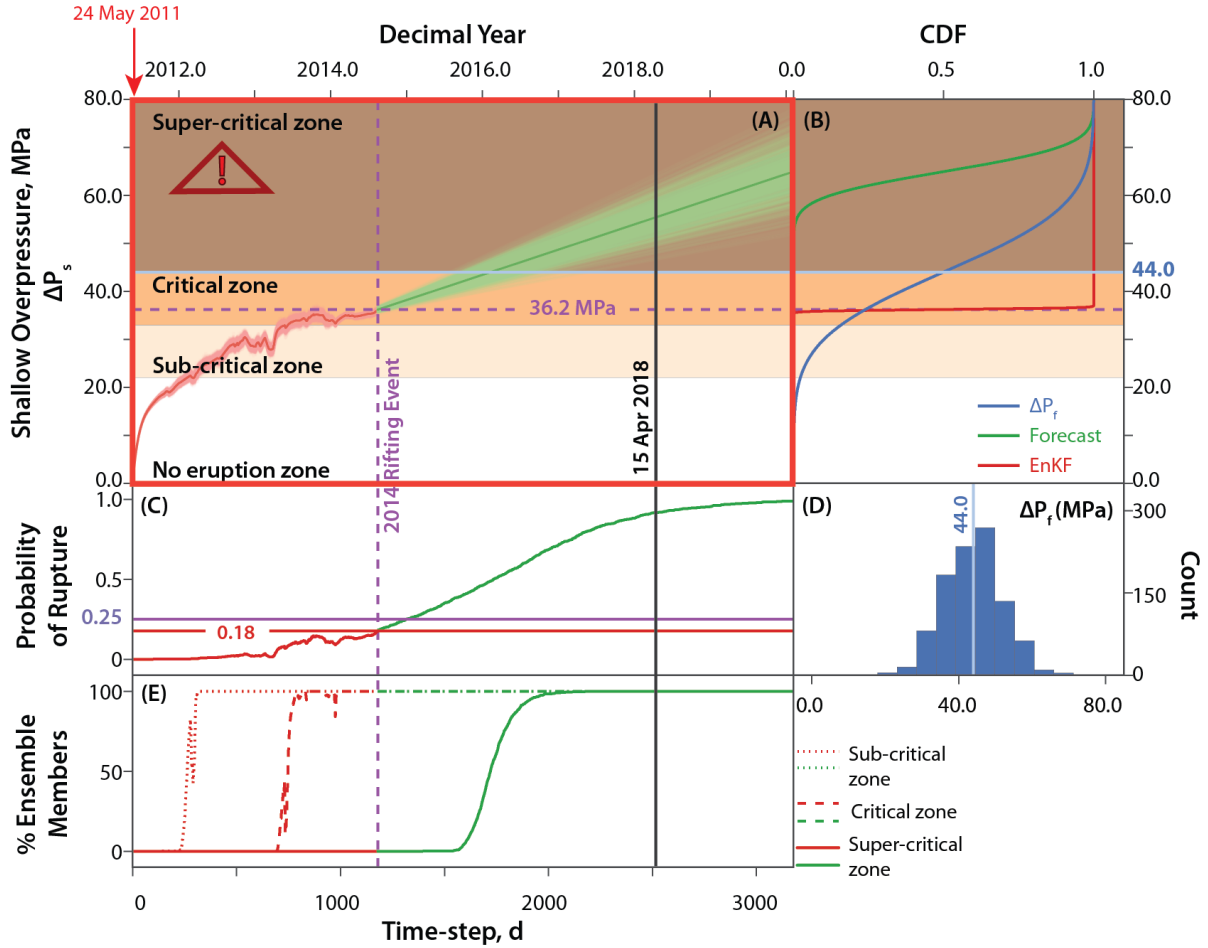 24 May 2011
Decimal Year
CDF
2012.0 2014.0 2016.0 2018.0 0.0 0.5 1.0
80.0 80.0
Super-critical zone (A) (B)
!
Shallow Overpressure, MPa
ΔPs
60.0 60.0
44.0
Critical zone
40.0 40.0
36.2 MPa
Sub-critical zone
20.0 20.0
2014 Rifting Event
15 Apr 2018
ΔPf
Forecast
EnKF
No eruption zone
0.0 0.0
1.0 (C) (D) 44.0 ΔPf (MPa) 300
Probability
of Rupture
0.5 150
Count
0.25
0.18
0 0
100 (E) 0.0 40.0 80.0
% Ensemble
Members
50
0
Sub-critical
zone
Critical zone
Super-critical
zone
0 1000 2000 3000
Time-step, d